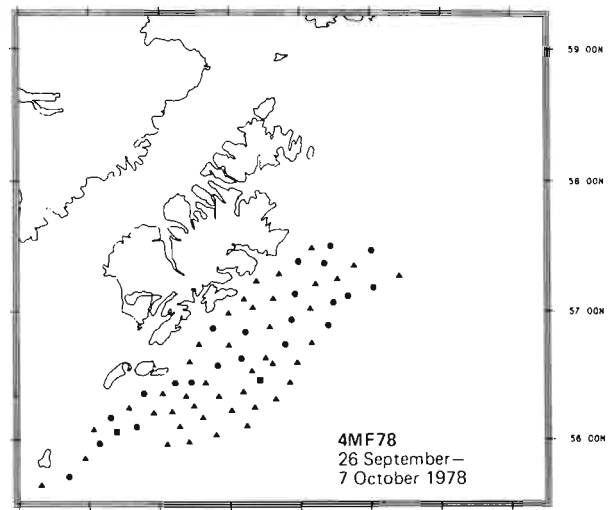 59 00N
58 00N
57 00N
56 00N
4MF78
26 September—
7 October 1978